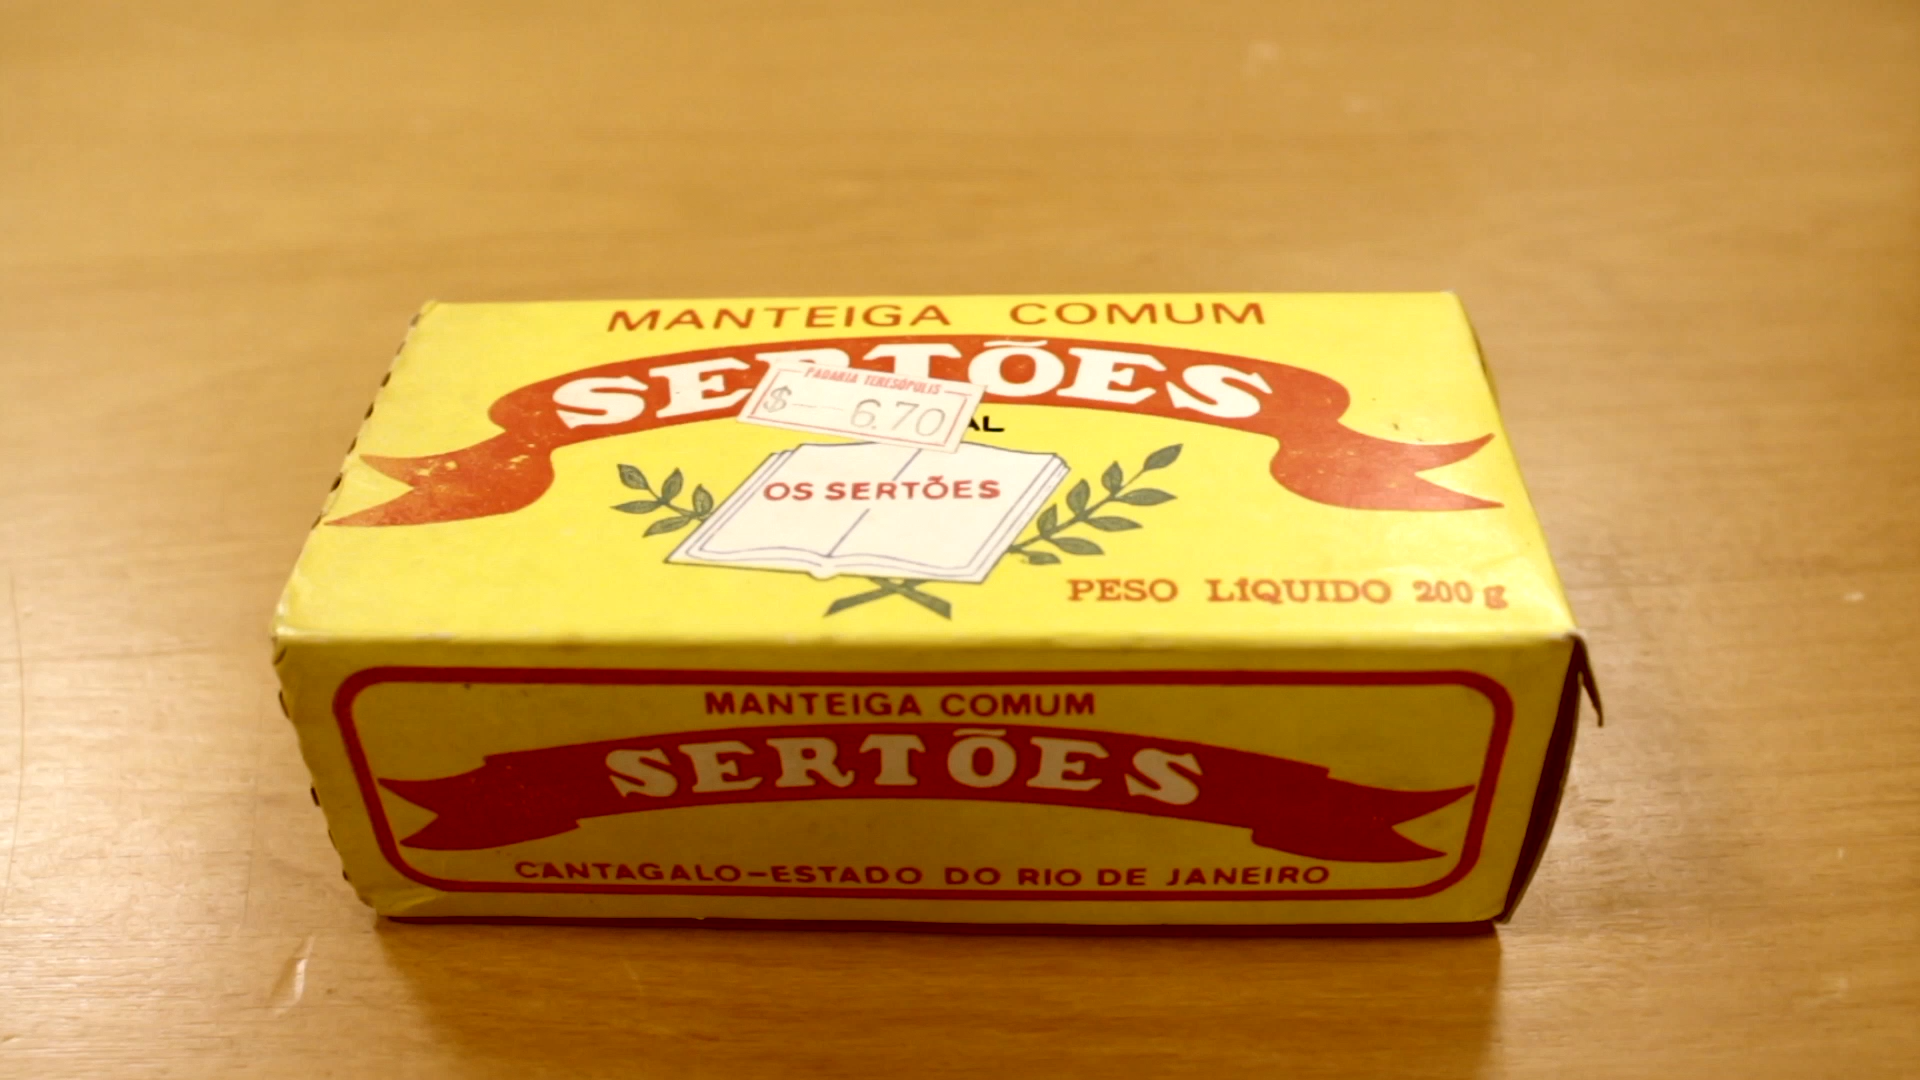 MANTEIGA COMUM
SERTÕES
PADARIA TERESÓPOLIS
$ — 6.70
OS SERTÕES
PESO LÍQUIDO 200 g
MANTEIGA COMUM
SERTÕES
CANTAGALO-ESTADO DO RIO DE JANEIRO